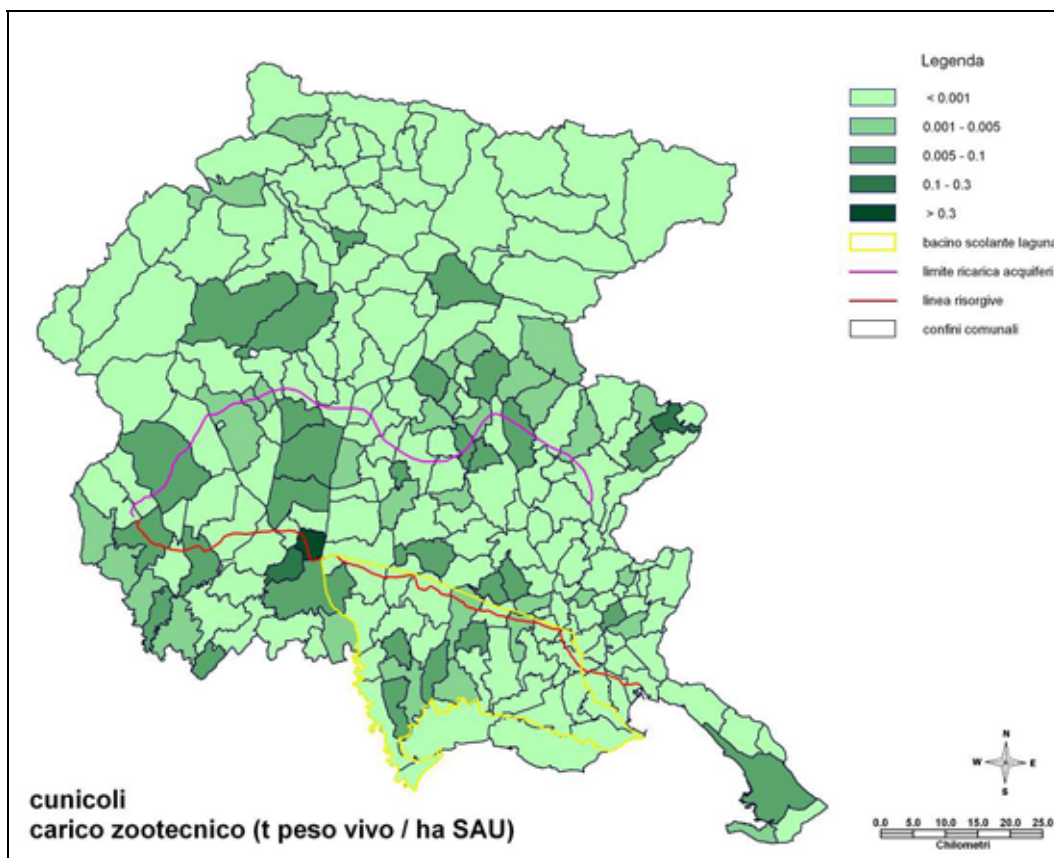 Legenda
< 0.001
0.001 - 0.005
0.005 - 0.1
0.1 - 0.3
> 0.3
bacino scolante laguna
limite ricarica acquiferi
linea risorgive
confini comunali
N
W E
S
cunicoli
carico zootecnico (t peso vivo / ha SAU)
0.0 5.0 10.0 15.0 20.0 25.0
Chilometri